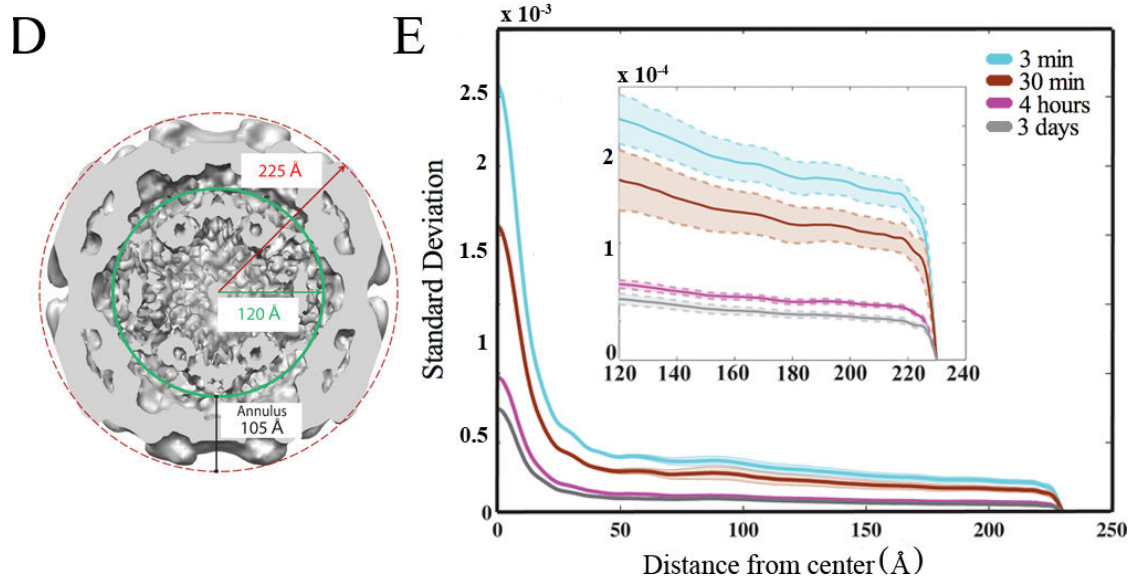 D
225 Å
120 Å
Annulus
105 Å
E
x 10-3
Standard Deviation
2.5
2
1.5
1
0.5
0
0 50 100 150 200 250
Distance from center (Å)
3 min
30 min
4 hours
3 days
x 10-4
2
1
0
120 140 160 180 200 220 240